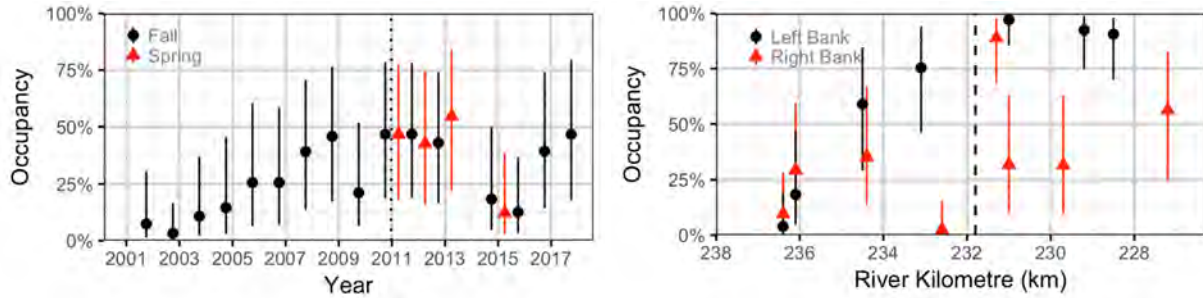 100%
Fall
Spring
75%
50%
25%
0%
Occupancy
2001 2003 2005 2007 2009 2011 2013 2015 2017
Year
100%
Left Bank
Right Bank
75%
50%
25%
0%
Occupancy
238 236 234 232 230 228
River Kilometre (km)